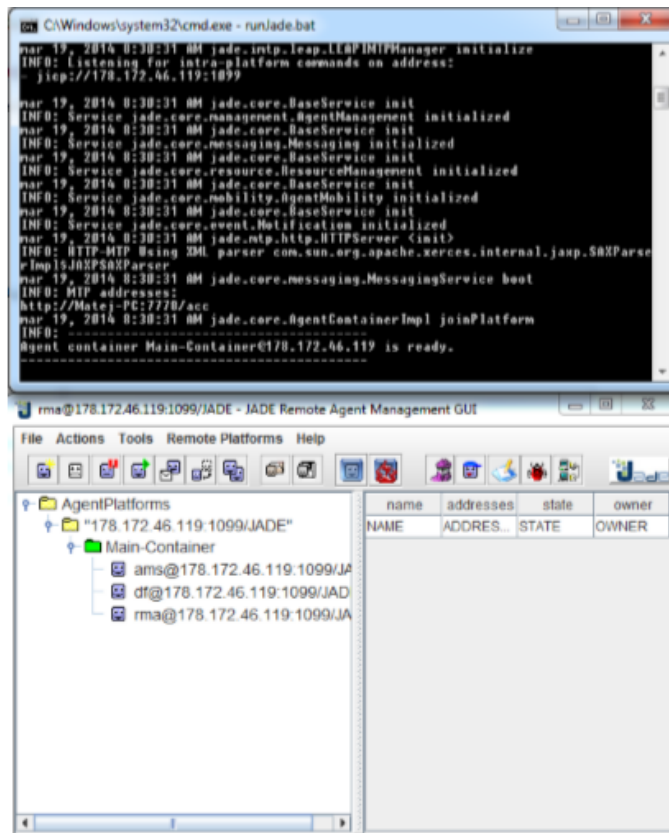 C:\Windows\system32\cmd.exe - runJade.bat
mar 19, 2014 8:30:31 AM jade.imtp.leap.LEAPIMTPManager initialize
INFO: Listening for intra-platform commands on address:
- jicp://178.172.46.119:1099
mar 19, 2014 8:30:31 AM jade.core.BaseService init
INFO: Service jade.core.management.AgentManagement initialized
mar 19, 2014 8:30:31 AM jade.core.BaseService init
INFO: Service jade.core.messaging.Messaging initialized
mar 19, 2014 8:30:31 AM jade.core.BaseService init
INFO: Service jade.core.resource.ResourceManagement initialized
mar 19, 2014 8:30:31 AM jade.core.BaseService init
INFO: Service jade.core.mobility.AgentMobility initialized
mar 19, 2014 8:30:31 AM jade.core.BaseService init
INFO: Service jade.core.event.Notification initialized
mar 19, 2014 8:30:31 AM jade.mtp.http.HTTPServer <init>
INFO: HTTP-MTP Using XML parser com.sun.org.apache.xerces.internal.jaxp.SAXParse
rImpl$JAXPSAXParser
mar 19, 2014 8:30:31 AM jade.core.messaging.MessagingService boot
INFO: MTP addresses:
http://Matej-PC:7778/acc
mar 19, 2014 8:30:31 AM jade.core.AgentContainerImpl joinPlatform
INFO: --------------------------------------
Agent container Main-Container@178.172.46.119 is ready.
--------------------------------------------
rma@178.172.46.119:1099/JADE - JADE Remote Agent Management GUI
File Actions Tools Remote Platforms Help
Jade
AgentPlatforms
"178.172.46.119:1099/JADE"
Main-Container
ams@178.172.46.119:1099/JA
df@178.172.46.119:1099/JAD
rma@178.172.46.119:1099/JA
name addresses state owner
NAME ADDRES... STATE OWNER